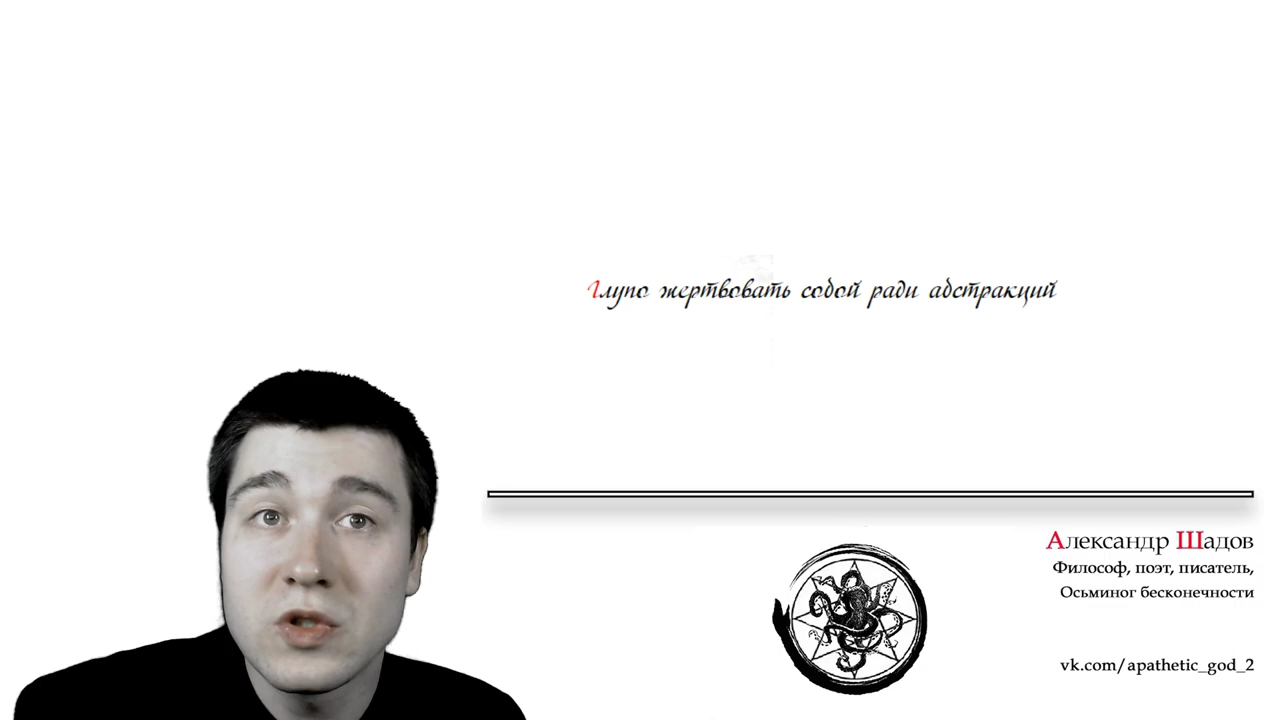 Глупо жертвовать собой ради абстракций
Александр Шадов
Философ, поэт, писатель,
Осьминог бесконечности
vk.com/apathetic_god_2